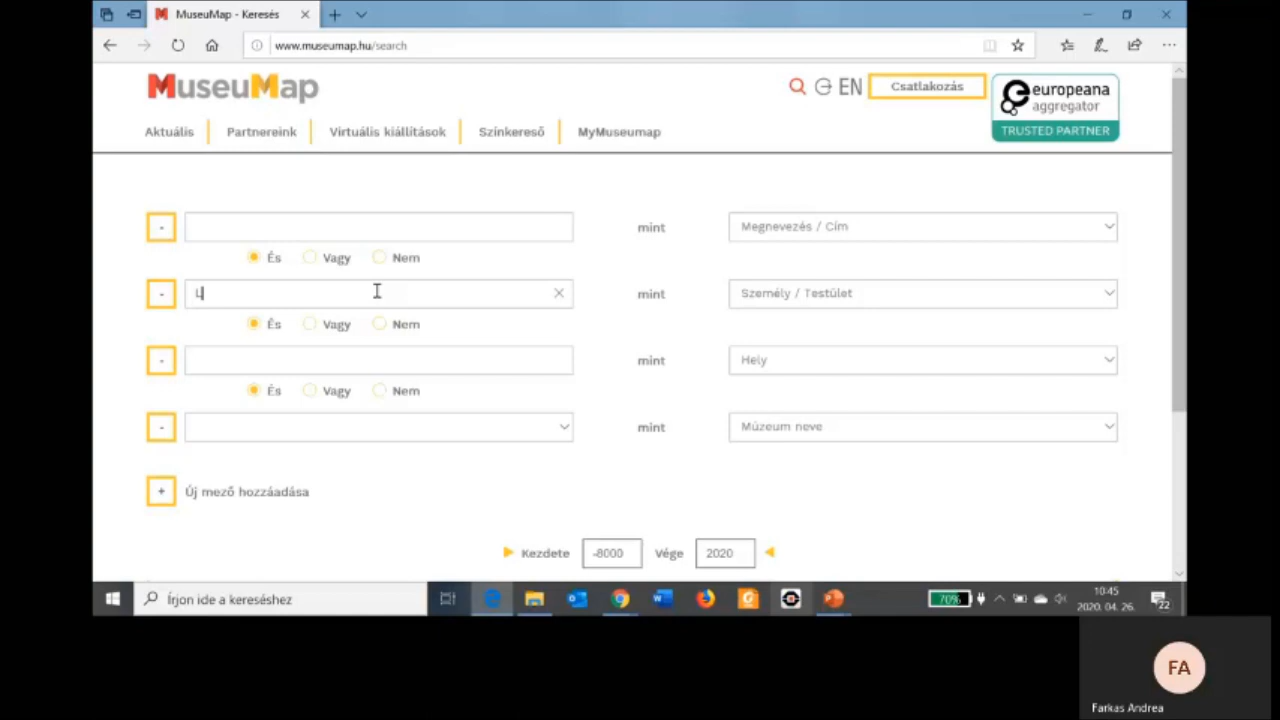 MuseuMap - Keresés
www.museumap.hu/search
MuseuMap
EN
Csatlakozás
europeana
aggregator
TRUSTED PARTNER
Aktuális
Partnereink
Virtuális kiállítások
Színkereső
MyMuseumap
-
mint
Megnevezés / Cím
És
Vagy
Nem
-
L
mint
Személy / Testület
És
Vagy
Nem
-
mint
Hely
És
Vagy
Nem
-
mint
Múzeum neve
+
Új mező hozzáadása
Kezdete
-8000
Vége
2020
Írjon ide a kereséshez
70%
10:45
2020. 04. 26.
22
FA
Farkas Andrea